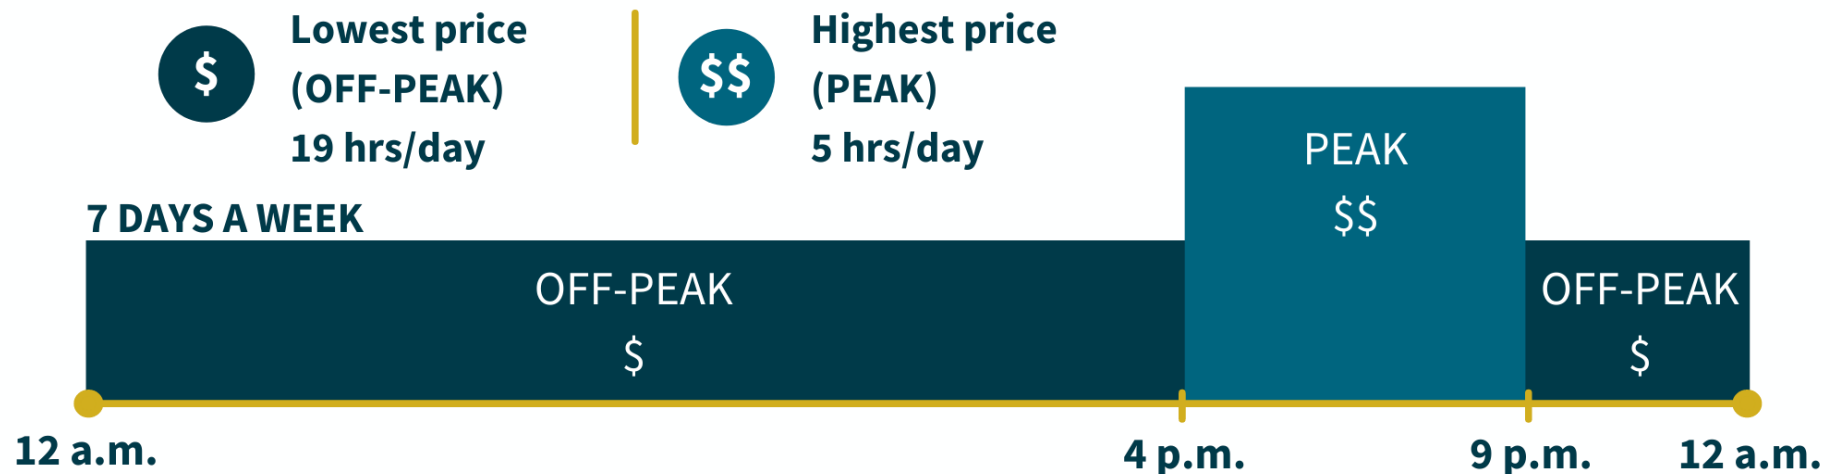 $
Lowest price
(OFF-PEAK)
19 hrs/day
$$
Highest price
(PEAK)
5 hrs/day
7 DAYS A WEEK
OFF-PEAK
$
PEAK
$$
OFF-PEAK
$
12 a.m.
4 p.m.
9 p.m.
12 a.m.